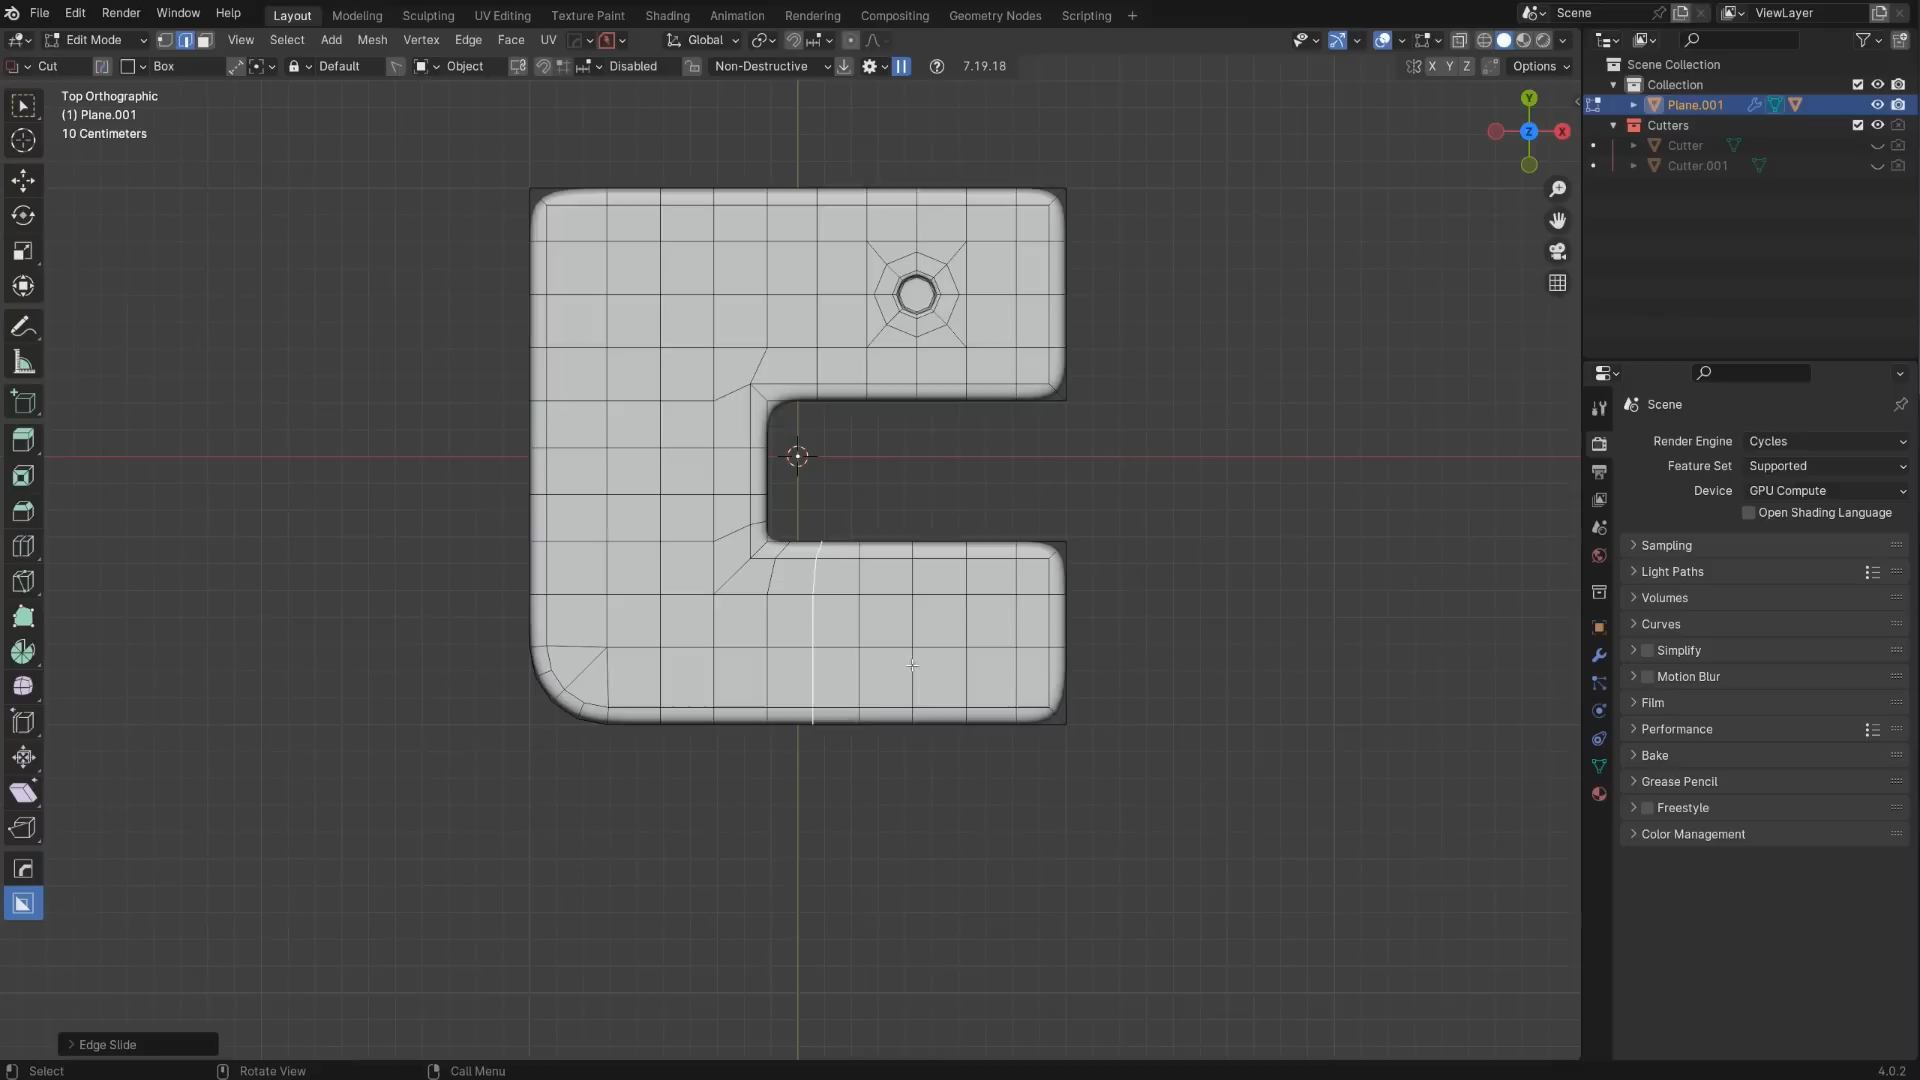 File Edit Render Window Help Layout Modeling Sculpting UV Editing Texture Paint Shading Animation Rendering Compositing Geometry Nodes Scripting + Scene ViewLayer
Edit Mode View Select Add Mesh Vertex Edge Face UV Global
Cut Box Default Object Disabled Non-Destructive 7.19.18 X Y Z Options
Top Orthographic
(1) Plane.001
10 Centimeters
Y
Z
X
Scene Collection
Collection
Plane.001
Cutters
Cutter
Cutter.001
Scene
Render Engine Cycles
Feature Set Supported
Device GPU Compute
Open Shading Language
Sampling
Light Paths
Volumes
Curves
Simplify
Motion Blur
Film
Performance
Bake
Grease Pencil
Freestyle
Color Management
Edge Slide
Select Rotate View Call Menu 4.0.2